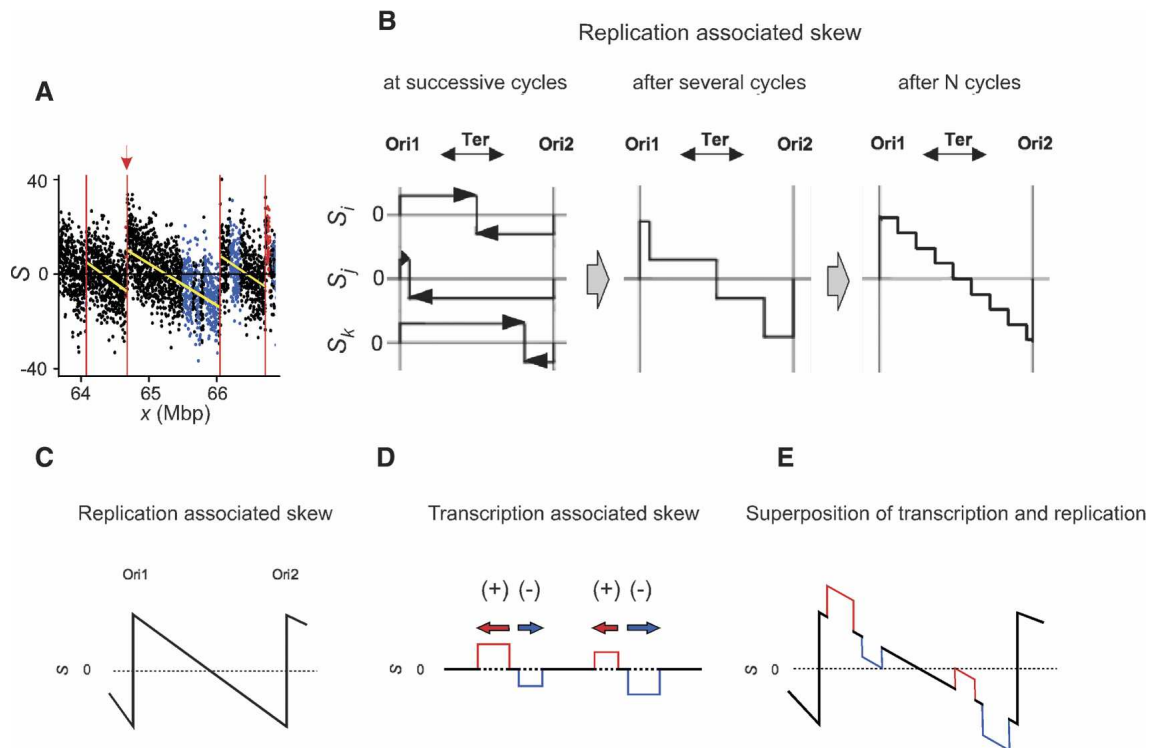 A
S
40
0
-40
64 65 66
x (Mbp)
B
Replication associated skew
at successive cycles
Ori1 Ter Ori2
Si 0
Sj 0
Sk 0
after several cycles
Ori1 Ter Ori2
after N cycles
Ori1 Ter Ori2
C
Replication associated skew
Ori1 Ori2
S 0
D
Transcription associated skew
(+) (-) (+) (-)
S 0
E
Superposition of transcription and replication
S 0